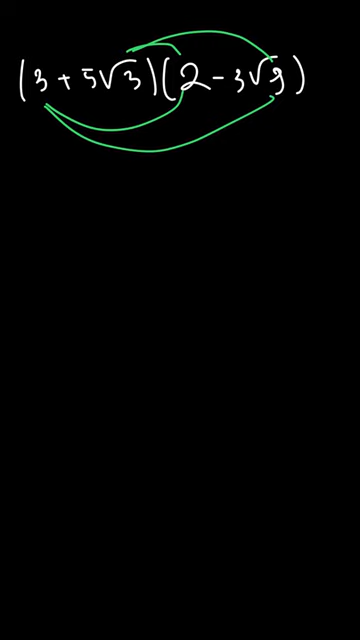 (3 + 5√3)(2 - 3√9)